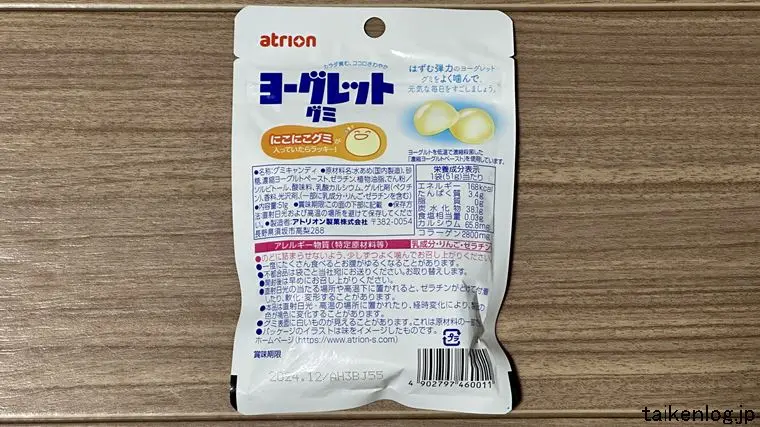 atrion
カラダ育む、ココロさわやか
ヨーグレット
グミ
はずむ弾力のヨーグレット
グミをよく噛んで、
元気な毎日をすごしましょう。
にこにこグミが
入っていたらラッキー!
ヨーグルトを低温で濃縮殺菌した
「濃縮ヨーグルトペースト」を使用しています。
●名称:グミキャンディ ●原材料名:水あめ(国内製造)、砂
糖、濃縮ヨーグルトペースト、ゼラチン、植物油脂、でん粉/
ソルビトール、酸味料、乳酸カルシウム、ゲル化剤(ペクチ
ン)、香料、光沢剤、(一部に乳成分・りんご・ゼラチンを含む)
●内容量:51g ●賞味期限:この面の下部に記載 ●保存方
法:直射日光および高温の場所を避けて保存してくださ
い。●製造者:アトリオン製菓株式会社 〒382-0054
長野県須坂市高梨288
栄養成分表示
1袋(51g)当たり
エネルギー 168kcal
たんぱく質 3.4g
脂質 0g
炭水化物 38.
食塩相当量 0.03g
カルシウム 65.8mg
コラーゲン 2800mg
アレルギー物質(特定原材料等) 乳成分・りんご・ゼラチン
●のどに詰まらせないよう、少しずつよく噛んでお召し上がりください。
●一度にたくさん食べるとお腹がゆるくなることがあります。
●不都合品は袋ごと当社宛にお送りください。お取り替えします。
●開封後は早めにお召し上がりください。
●直射日光の当たる場所や高温下に置かれると、ゼラチンがとけて付着
したり、軟化・変形することがあります。
●本品は直射日光・高温の場所に置かれたり、経時変化により、製品の
色が褐色に変化することがあります。
●グミ表面に白いものが見えることがあります。これは原材料の一部です。
●パッケージのイラストは味をイメージしたものです。
ホームページ(https://www.atrion-s.com)
賞味期限
2024.12/AH3BJ55
プラ
4 902797 460011
taikenlog.jp